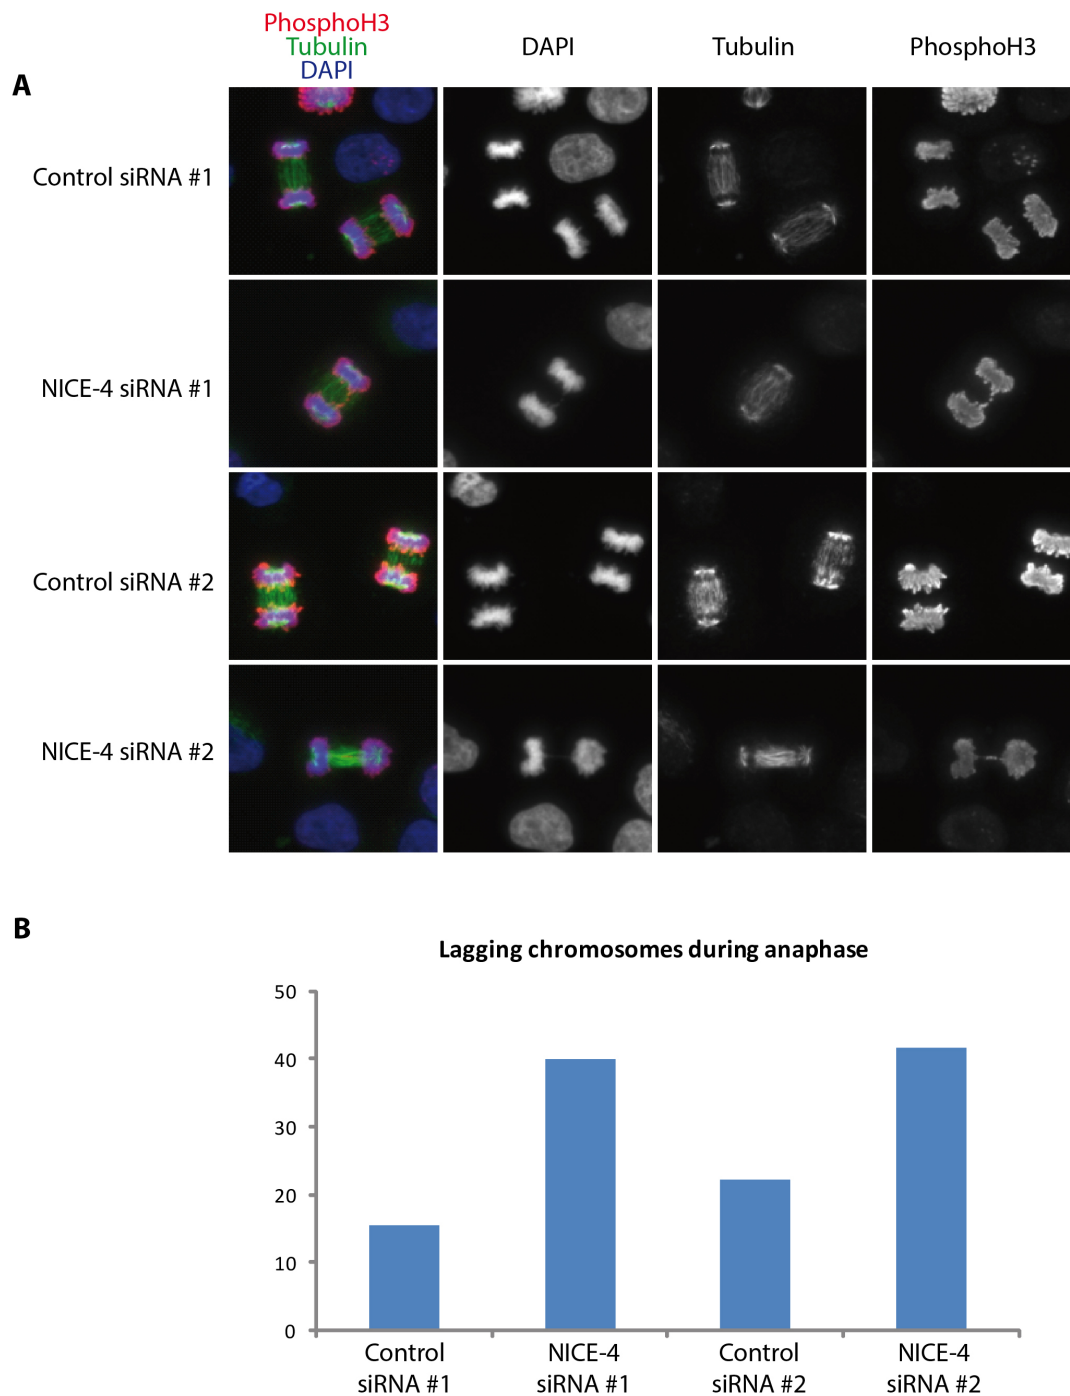 PhosphoH3
Tubulin
DAPI
DAPI
Tubulin
PhosphoH3
A
Control siRNA #1
NICE-4 siRNA #1
Control siRNA #2
NICE-4 siRNA #2
B
Lagging chromosomes during anaphase
50
40
30
20
10
0
Control
siRNA #1
NICE-4
siRNA #1
Control
siRNA #2
NICE-4
siRNA #2